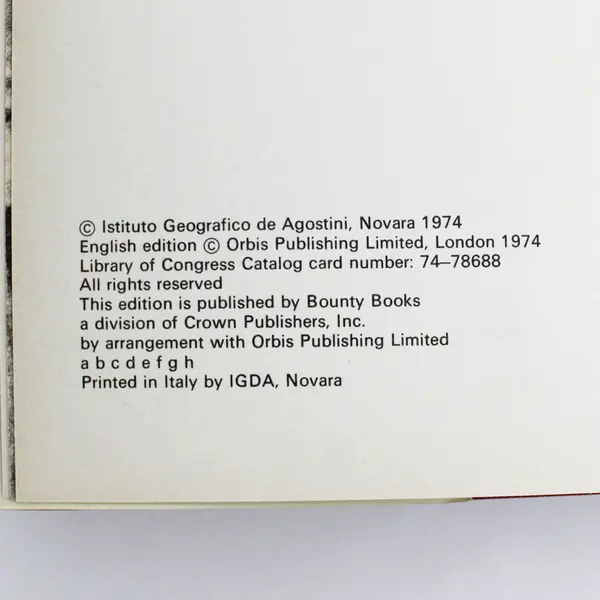 © Istituto Geografico de Agostini, Novara 1974
English edition © Orbis Publishing Limited, London 1974
Library of Congress Catalog card number: 74–78688
All rights reserved
This edition is published by Bounty Books
a division of Crown Publishers, Inc.
by arrangement with Orbis Publishing Limited
a b c d e f g h
Printed in Italy by IGDA, Novara